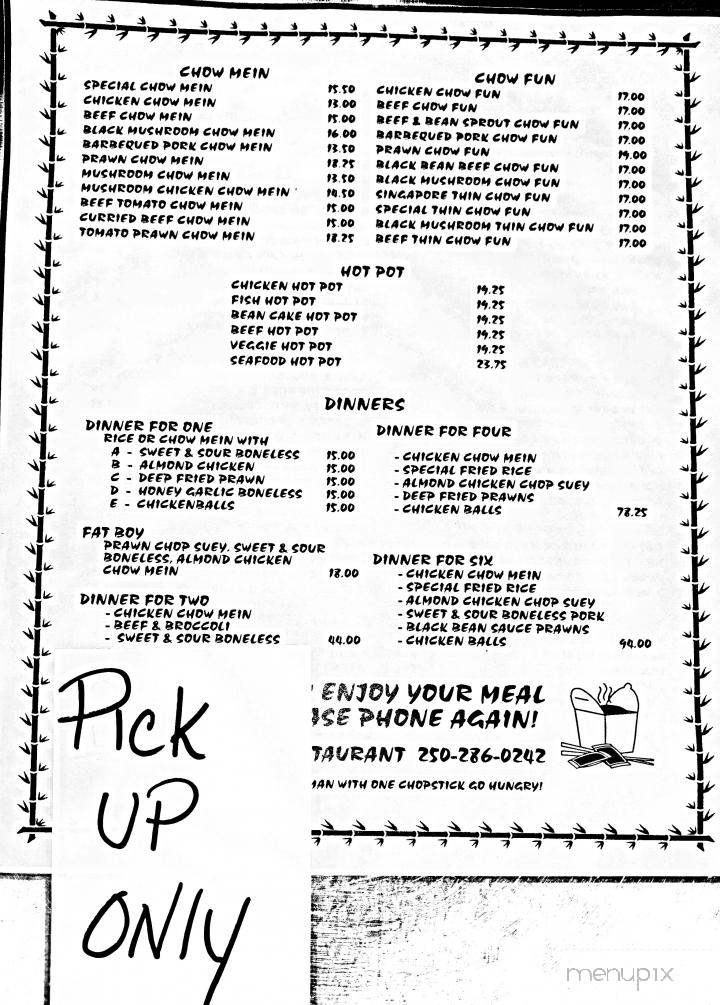 CHOW MEIN
SPECIAL CHOW MEIN 15.50
CHICKEN CHOW MEIN 13.00
BEEF CHOW MEIN 15.00
BLACK MUSHROOM CHOW MEIN 16.00
BARBEQUED PORK CHOW MEIN 13.50
PRAWN CHOW MEIN 18.25
MUSHROOM CHOW MEIN 13.50
MUSHROOM CHICKEN CHOW MEIN 14.50
BEEF TOMATO CHOW MEIN 15.00
CURRIED BEEF CHOW MEIN 15.00
TOMATO PRAWN CHOW MEIN 18.25
CHOW FUN
CHICKEN CHOW FUN 17.00
BEEF CHOW FUN 17.00
BEEF & BEAN SPROUT CHOW FUN 17.00
BARBEQUED PORK CHOW FUN 17.00
PRAWN CHOW FUN 19.00
BLACK BEAN BEEF CHOW FUN 17.00
BLACK MUSHROOM CHOW FUN 17.00
SINGAPORE THIN CHOW FUN 17.00
SPECIAL THIN CHOW FUN 17.00
BLACK MUSHROOM THIN CHOW FUN 17.00
BEEF THIN CHOW FUN 17.00
HOT POT
CHICKEN HOT POT 19.25
FISH HOT POT 19.25
BEAN CAKE HOT POT 19.25
BEEF HOT POT 19.25
VEGGIE HOT POT 19.25
SEAFOOD HOT POT 23.75
DINNERS
DINNER FOR ONE
RICE OR CHOW MEIN WITH
A - SWEET & SOUR BONELESS 15.00
B - ALMOND CHICKEN 15.00
C - DEEP FRIED PRAWN 15.00
D - HONEY GARLIC BONELESS 15.00
E - CHICKENBALLS 15.00
FAT BOY
PRAWN CHOP SUEY, SWEET & SOUR
BONELESS, ALMOND CHICKEN
CHOW MEIN 18.00
DINNER FOR TWO
- CHICKEN CHOW MEIN
- BEEF & BROCCOLI
- SWEET & SOUR BONELESS 44.00
DINNER FOR FOUR
- CHICKEN CHOW MEIN
- SPECIAL FRIED RICE
- ALMOND CHICKEN CHOP SUEY
- DEEP FRIED PRAWNS
- CHICKEN BALLS 78.25
DINNER FOR SIX
- CHICKEN CHOW MEIN
- SPECIAL FRIED RICE
- ALMOND CHICKEN CHOP SUEY
- SWEET & SOUR BONELESS PORK
- BLACK BEAN SAUCE PRAWNS
- CHICKEN BALLS 94.00
ENJOY YOUR MEAL
SE PHONE AGAIN!
TAURANT 250-286-0242
MAN WITH ONE CHOPSTICK GO HUNGRY!
Pick
UP
ONly
menupix